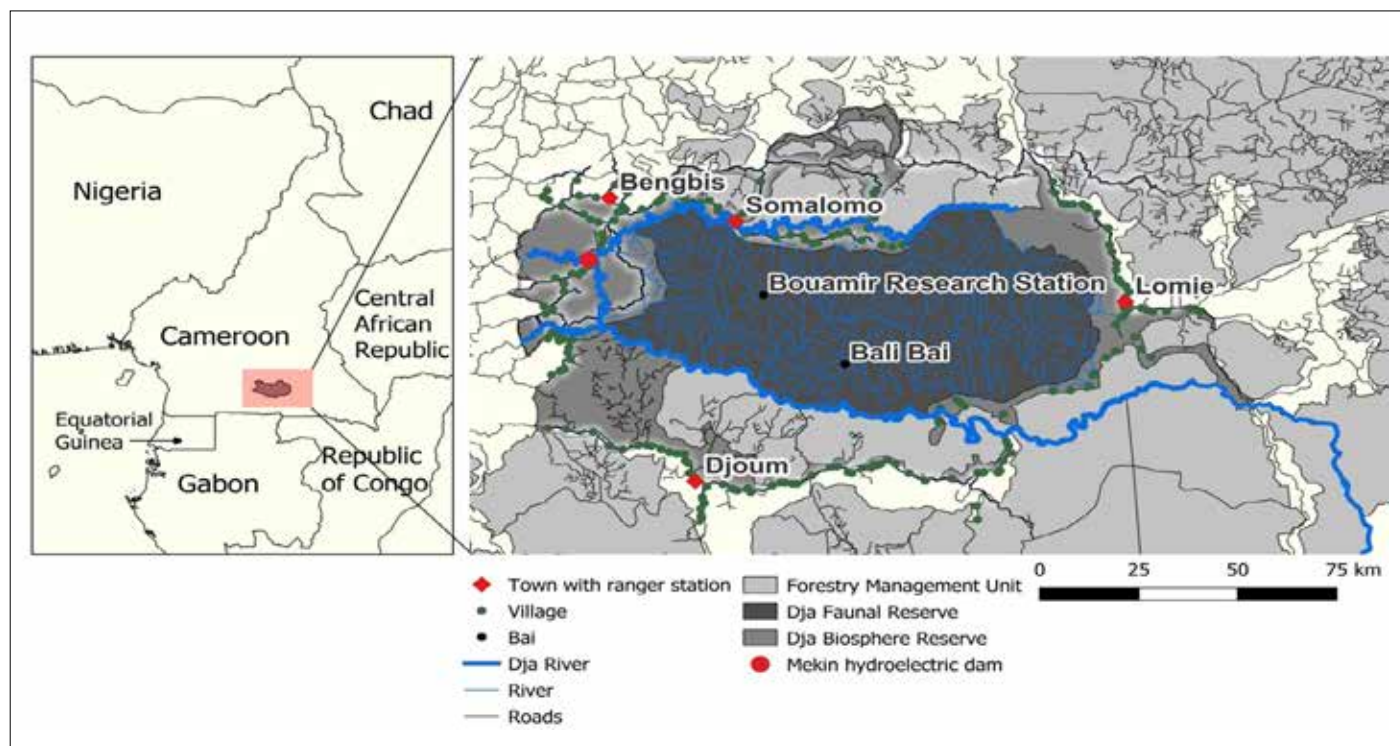 Chad
Nigeria
Central
African
Republic
Cameroon
Equatorial
Guinea
Gabon
Republic
of Congo
Bengbis
Somalomo
Bouamir Research Station
Lomie
Bali Bai
Djoum
Town with ranger station
Village
Bai
Dja River
River
Roads
Forestry Management Unit
Dja Faunal Reserve
Dja Biosphere Reserve
Mekin hydroelectric dam
0 25 50 75 km